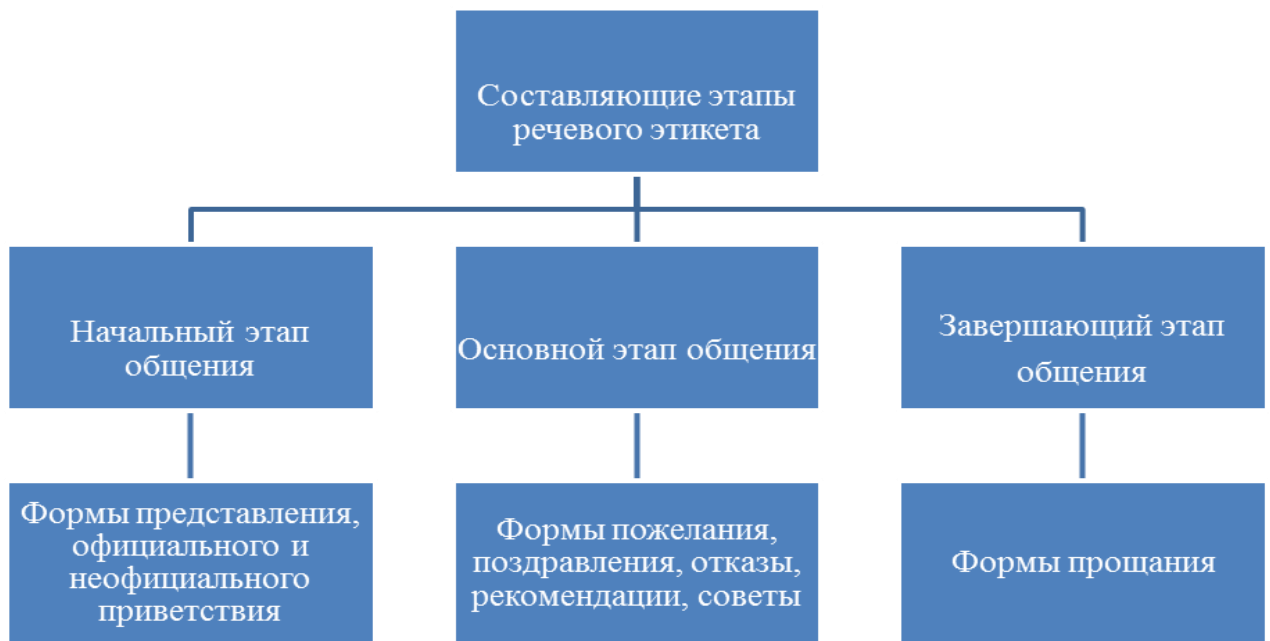 Составляющие этапы
речевого этикета
Начальный этап
общения
Основной этап общения
Завершающий этап
общения
Формы представления,
официального и
неофициального
приветствия
Формы пожелания,
поздравления, отказы,
рекомендации, советы
Формы прощания